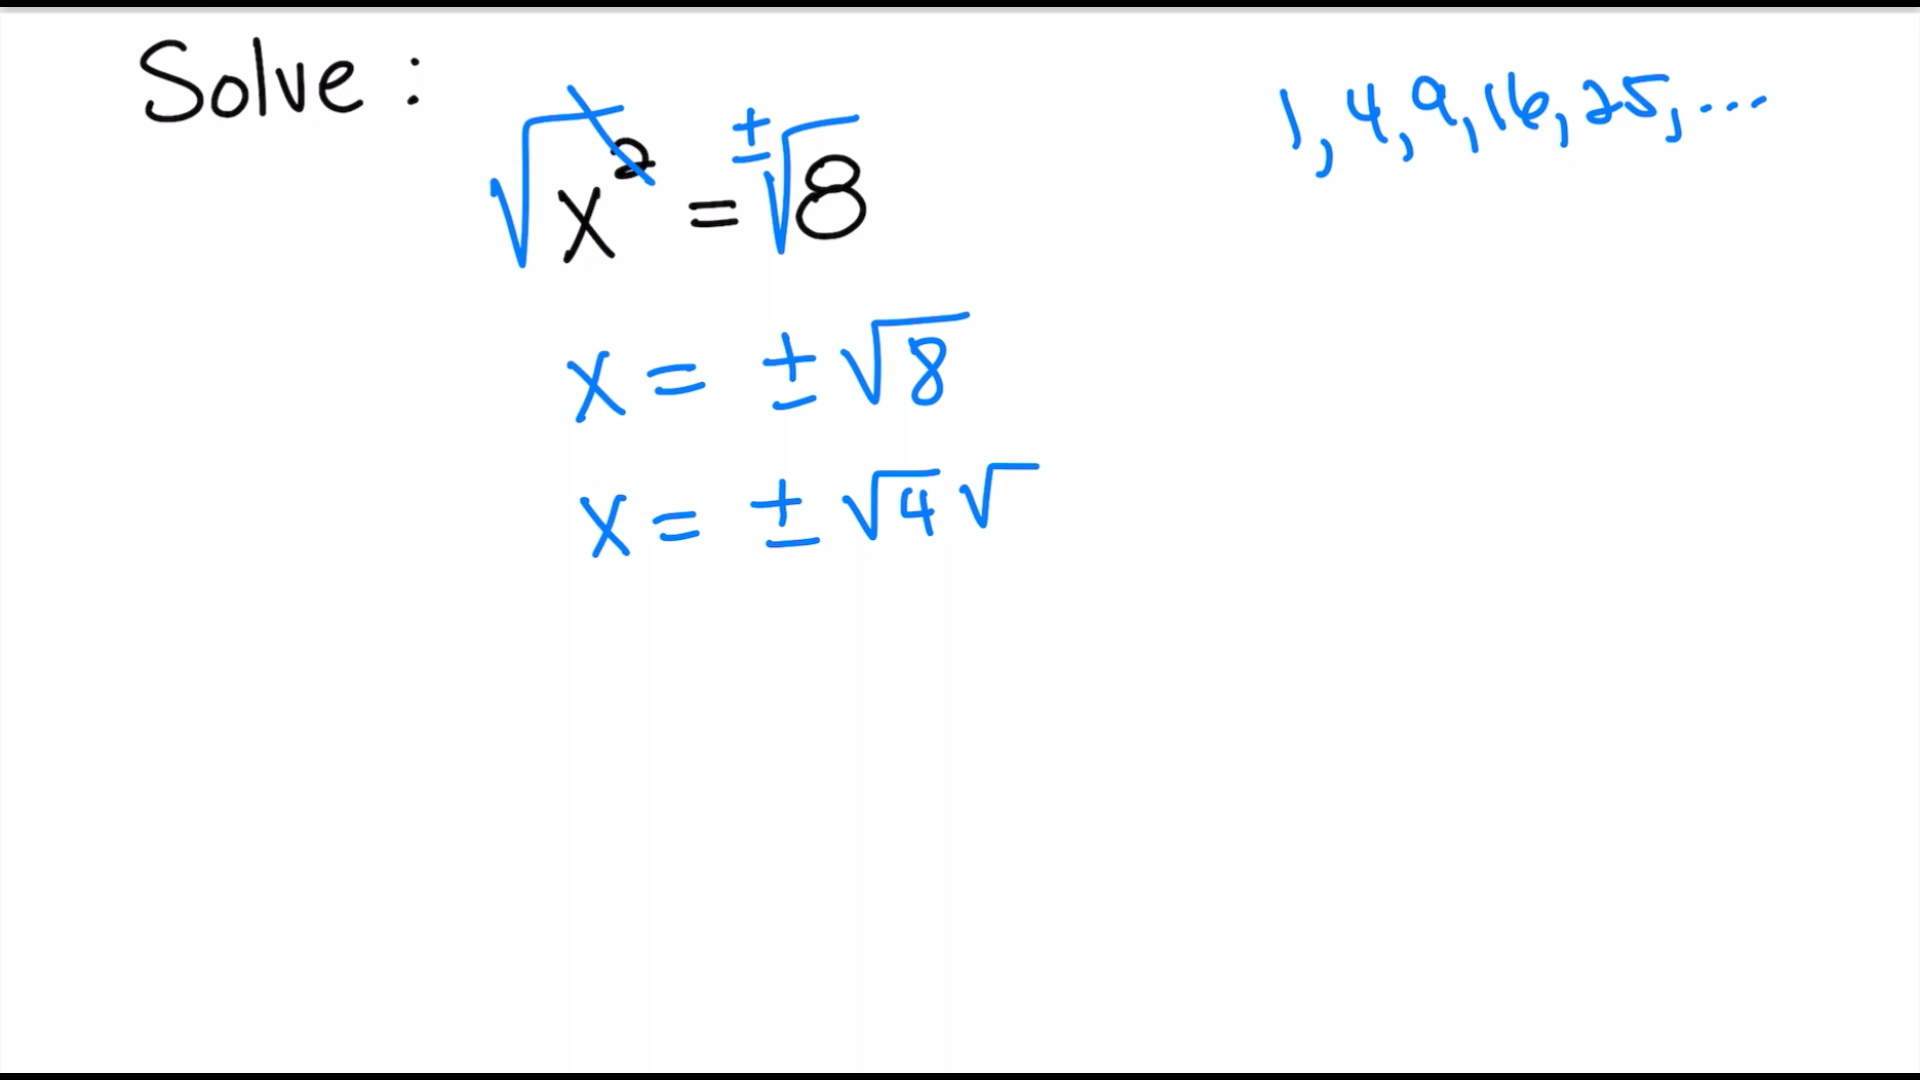 Solve :
1, 4, 9, 16, 25, ...
√x² = ±√8
x = ±√8
x = ±√4 √